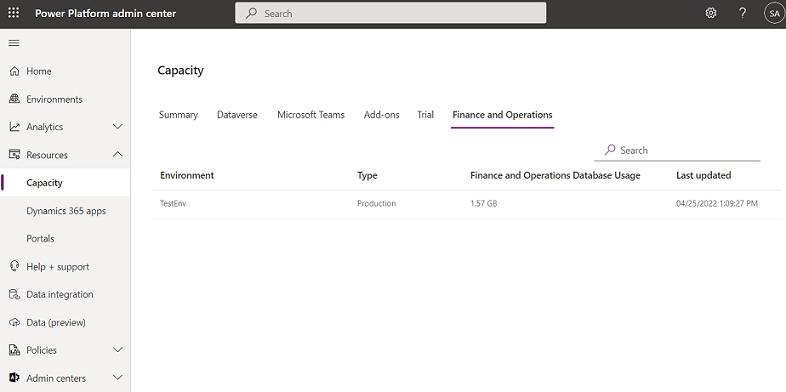 Power Platform admin center
Search
?
SA
Home
Environments
Analytics
Resources
Capacity
Dynamics 365 apps
Portals
Help + support
Data integration
Data (preview)
Policies
Admin centers
Capacity
Summary Dataverse Microsoft Teams Add-ons Trial Finance and Operations
Search
Environment Type Finance and Operations Database Usage Last updated
TestEnv Production 1.57 GB 04/25/2022 1:09:27 PM